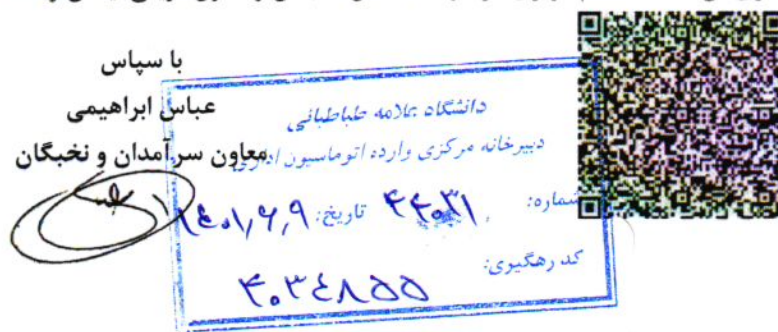 با سپاس
عباس ابراهیمی
معاون سرآمدان و نخبگان
دانشگاه علامه طباطبائی
دبیرخانه مرکزی وارده اتوماسیون اداری
شماره: ۴۴۰۳۱ تاریخ: ۱۴۰۱/۶/۹
کد رهگیری:
۴۰۳۴۸۵۵